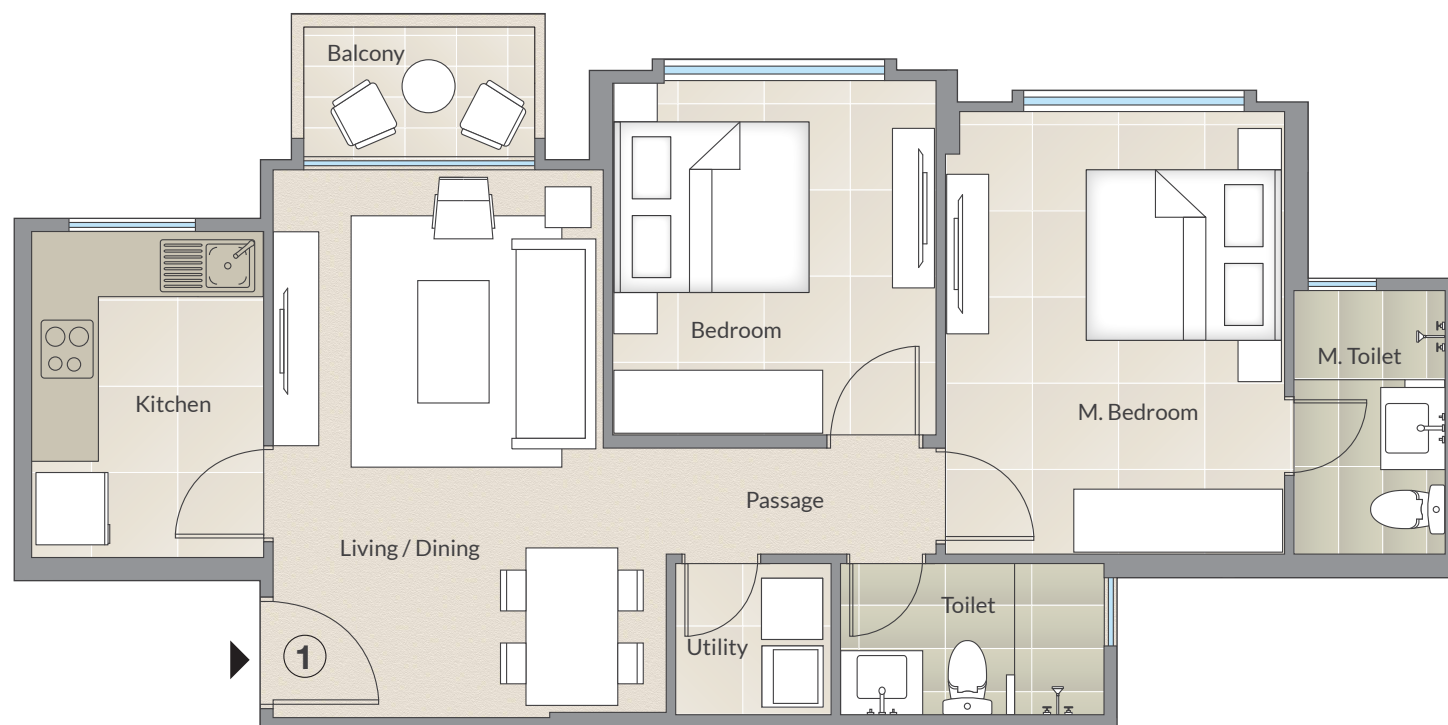 Balcony
Bedroom
M. Toilet
Kitchen
M. Bedroom
Passage
Living / Dining
Toilet
Utility
1